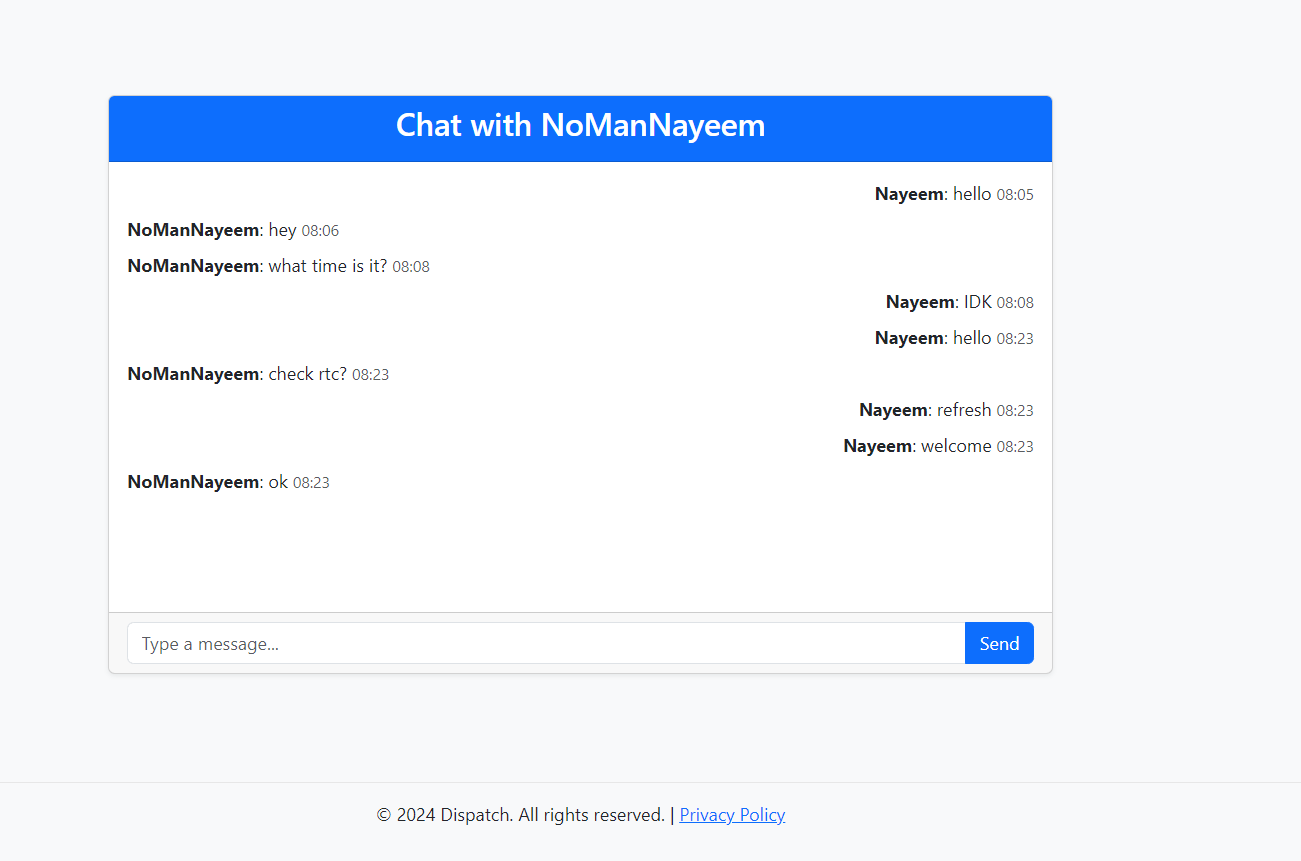 Chat with NoManNayeem
Nayeem: hello 08:05
NoManNayeem: hey 08:06
NoManNayeem: what time is it? 08:08
Nayeem: IDK 08:08
Nayeem: hello 08:23
NoManNayeem: check rtc? 08:23
Nayeem: refresh 08:23
Nayeem: welcome 08:23
NoManNayeem: ok 08:23
Type a message...
Send
© 2024 Dispatch. All rights reserved. | Privacy Policy